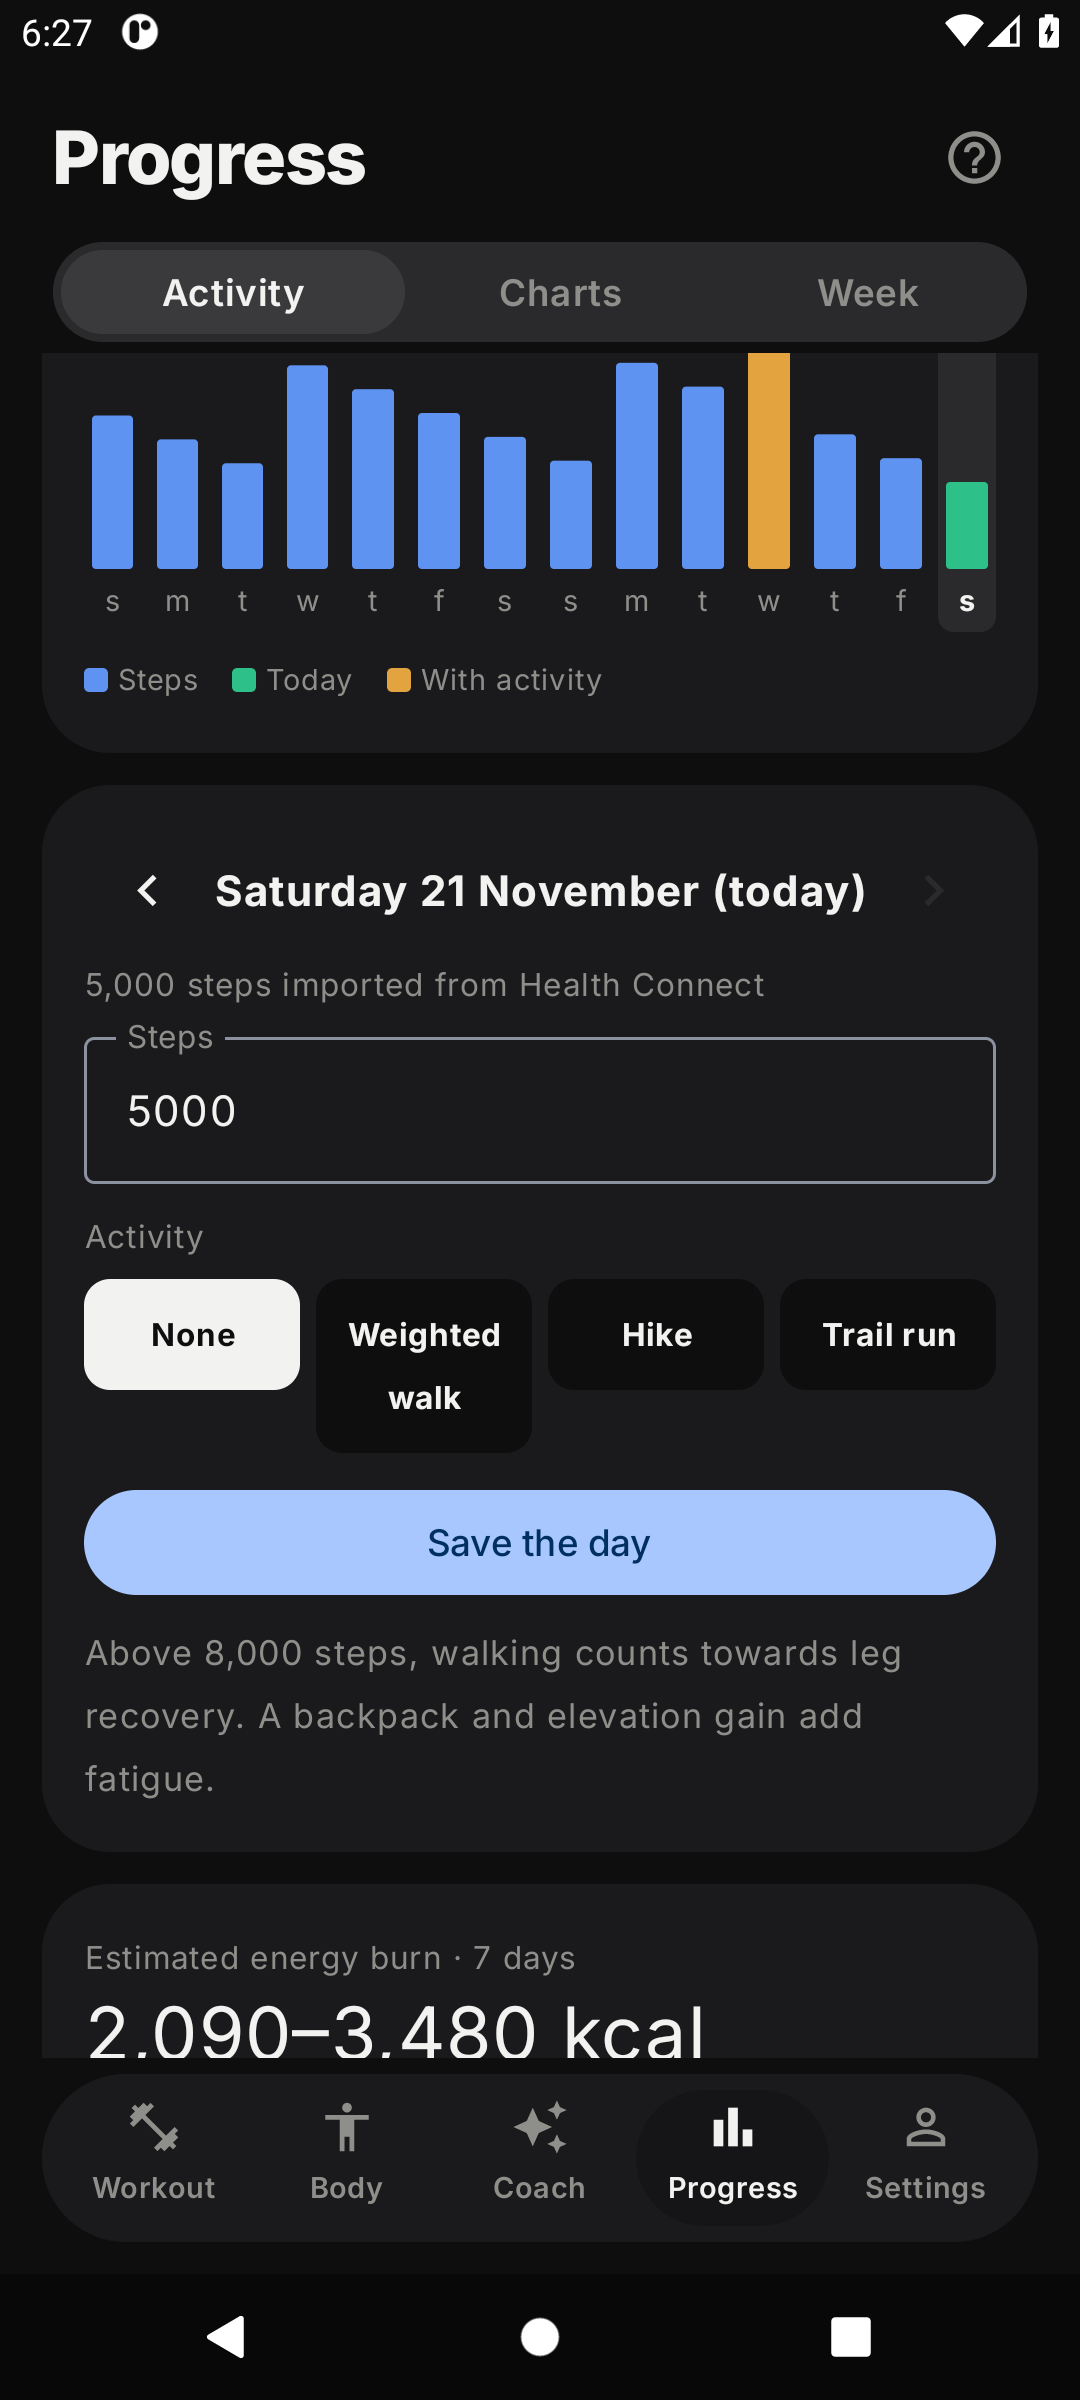 6:27
Progress
Activity Charts Week
s m t w t f s s m t w t f s
Steps Today With activity
Saturday 21 November (today)
5,000 steps imported from Health Connect
Steps
5000
Activity
None Weighted Hike Trail run
walk
Save the day
Above 8,000 steps, walking counts towards leg
recovery. A backpack and elevation gain add
fatigue.
Estimated energy burn · 7 days
2,090–3,480 kcal
Workout Body Coach Progress Settings